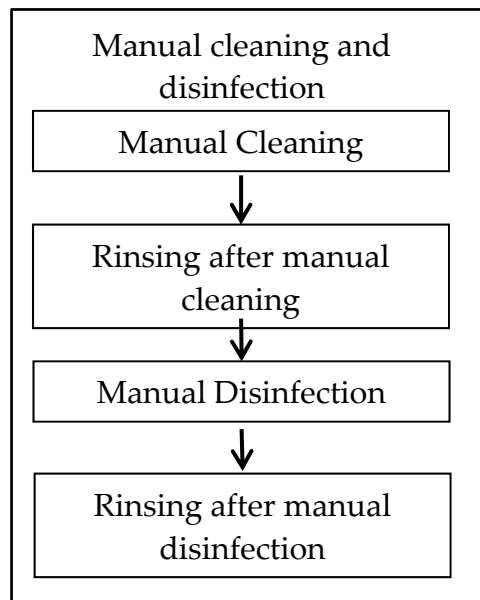 Manual cleaning and
disinfection
Manual Cleaning
Rinsing after manual
cleaning
Manual Disinfection
Rinsing after manual
disinfection